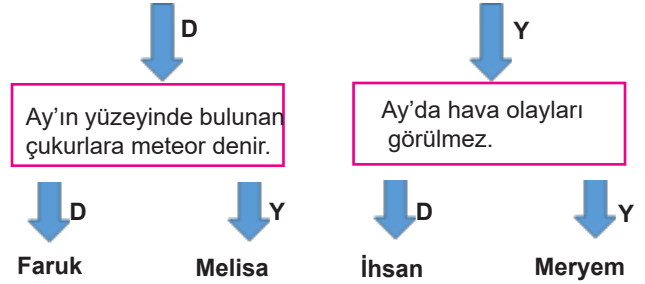 D
Y
Ay'ın yüzeyinde bulunan
çukurlara meteor denir.
Ay'da hava olayları
görülmez.
D
Y
D
Y
Faruk
Melisa
İhsan
Meryem